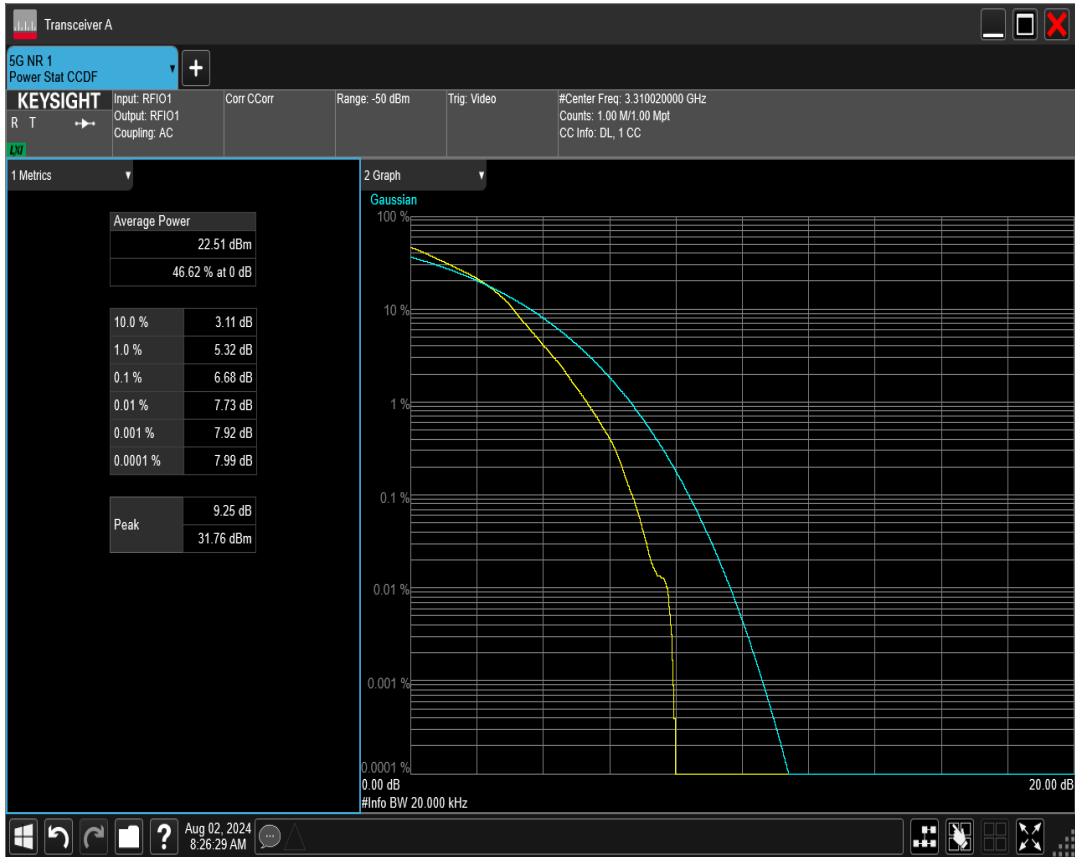 Transceiver A
5G NR 1
Power Stat CCDF
KEYSIGHT
R T
LXI
Input: RFIO1
Output: RFIO1
Coupling: AC
Corr CCorr
Range: -50 dBm
Trig: Video
#Center Freq: 3.310020000 GHz
Counts: 1.00 M/1.00 Mpt
CC Info: DL, 1 CC
1 Metrics
Average Power
22.51 dBm
46.62 % at 0 dB
10.0 % 3.11 dB
1.0 % 5.32 dB
0.1 % 6.68 dB
0.01 % 7.73 dB
0.001 % 7.92 dB
0.0001 % 7.99 dB
Peak 9.25 dB
31.76 dBm
2 Graph
Gaussian
100 %
10 %
1 %
0.1 %
0.01 %
0.001 %
0.0001 %
0.00 dB 20.00 dB
#Info BW 20.000 kHz
? Aug 02, 2024
8:26:29 AM